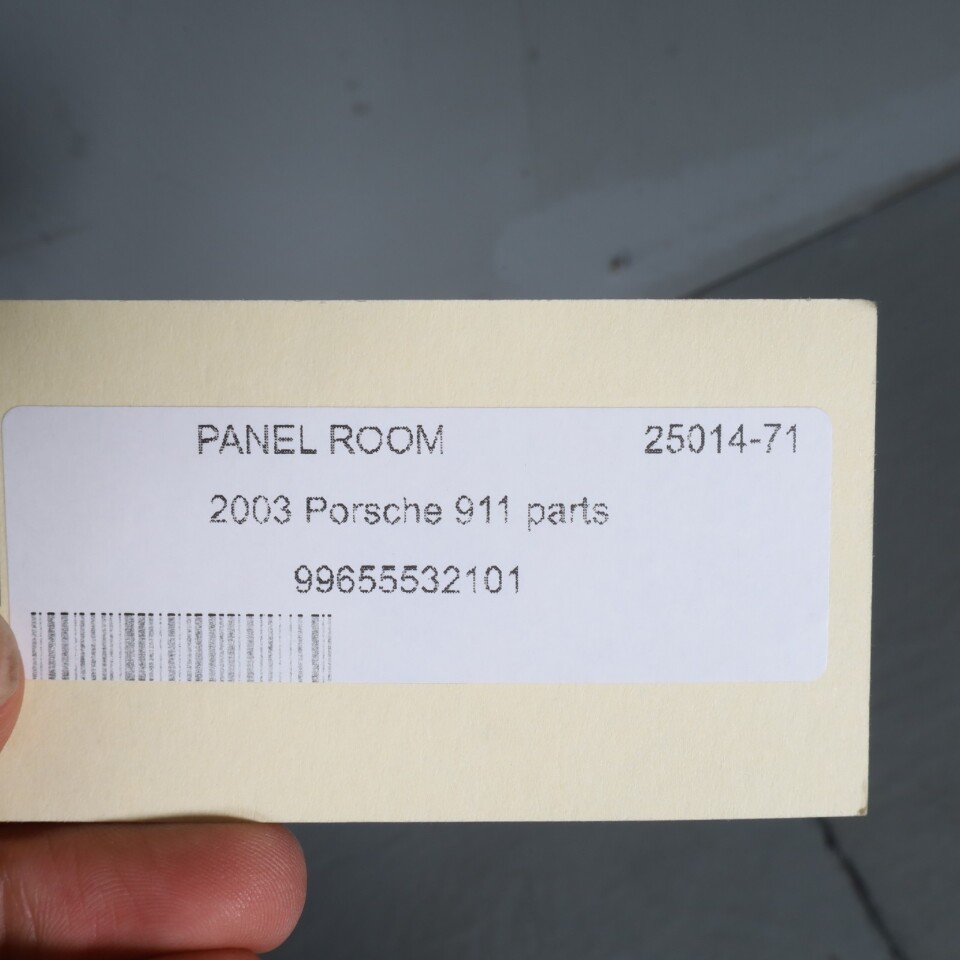 PANEL ROOM 25014-71
2003 Porsche 911 parts
99655532101